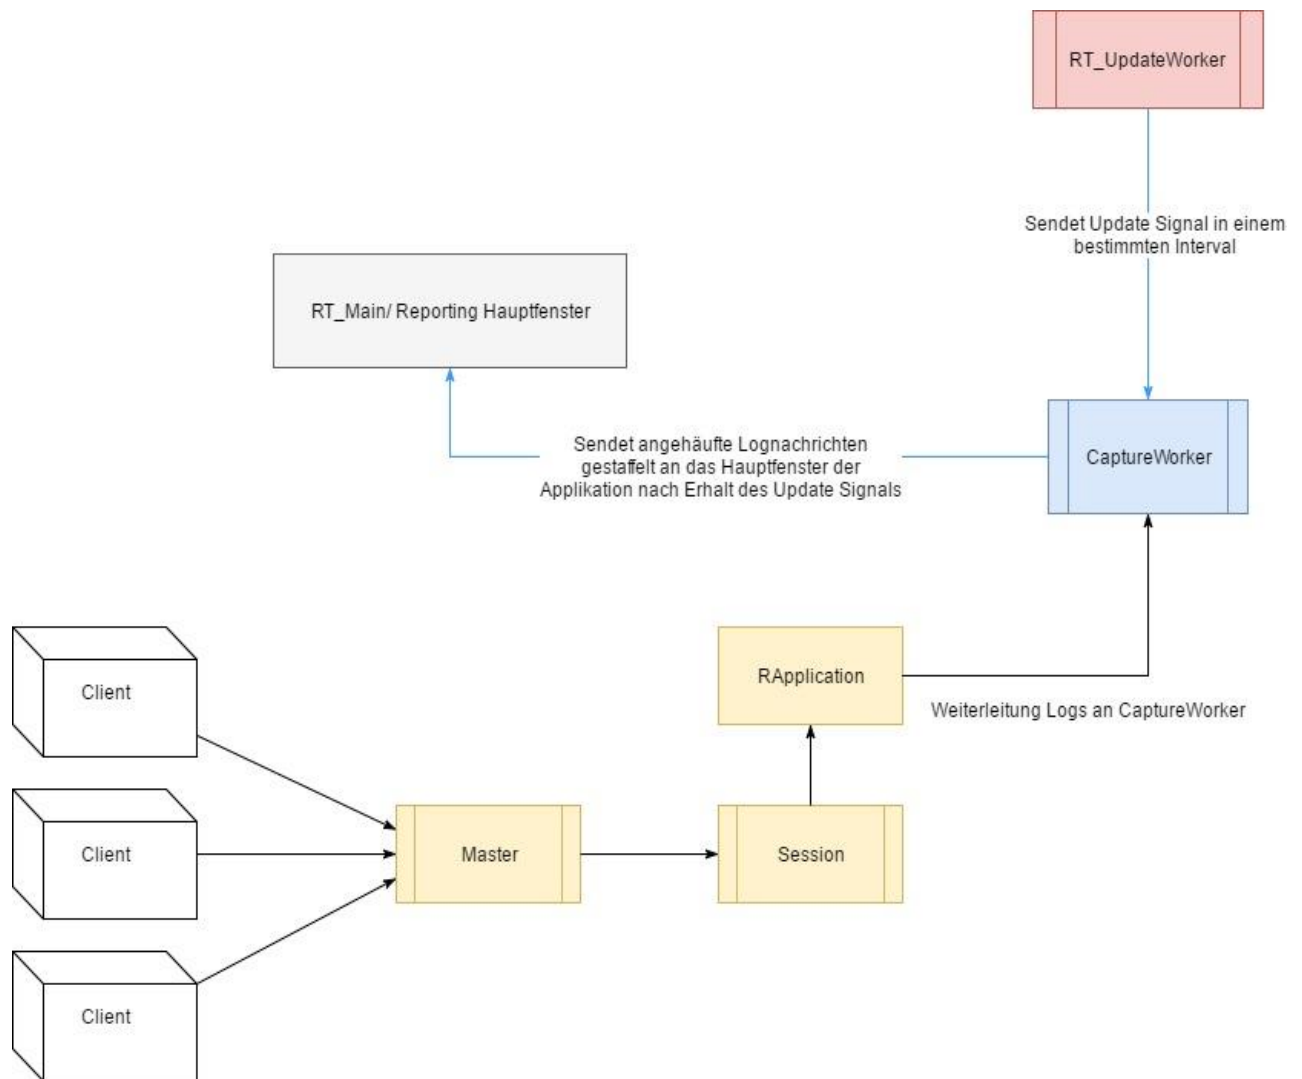 RT_UpdateWorker
Sendet Update Signal in einem
bestimmten Interval
RT_Main/ Reporting Hauptfenster
Sendet angehäufte Lognachrichten
gestaffelt an das Hauptfenster der
Applikation nach Erhalt des Update Signals
CaptureWorker
Client
RApplication
Weiterleitung Logs an CaptureWorker
Client
Master
Session
Client